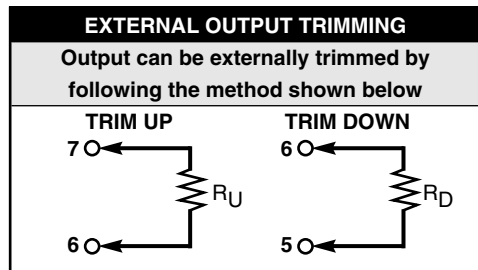 EXTERNAL OUTPUT TRIMMING
Output can be externally trimmed by
following the method shown below
TRIM UP TRIM DOWN
7 6
RU RD
6 5